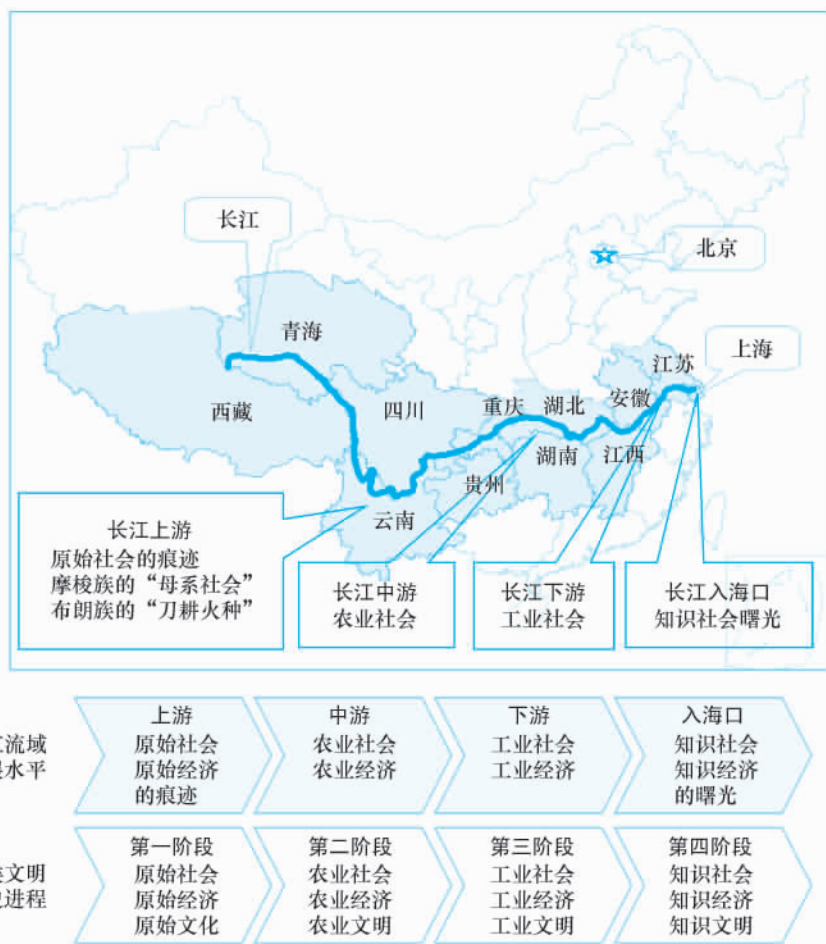 长江
北京
青海
上海
江苏
西藏
四川
重庆
湖北
安徽
湖南
江西
贵州
云南
长江上游
原始社会的痕迹
摩梭族的“母系社会”
布朗族的“刀耕火种”
长江中游
农业社会
长江下游
工业社会
长江入海口
知识社会曙光
流域
水平
上游
原始社会
原始经济
的痕迹
中游
农业社会
农业经济
下游
工业社会
工业经济
入海口
知识社会
知识经济
的曙光
文明
进程
第一阶段
原始社会
原始经济
原始文化
第二阶段
农业社会
农业经济
农业文明
第三阶段
工业社会
工业经济
工业文明
第四阶段
知识社会
知识经济
知识文明